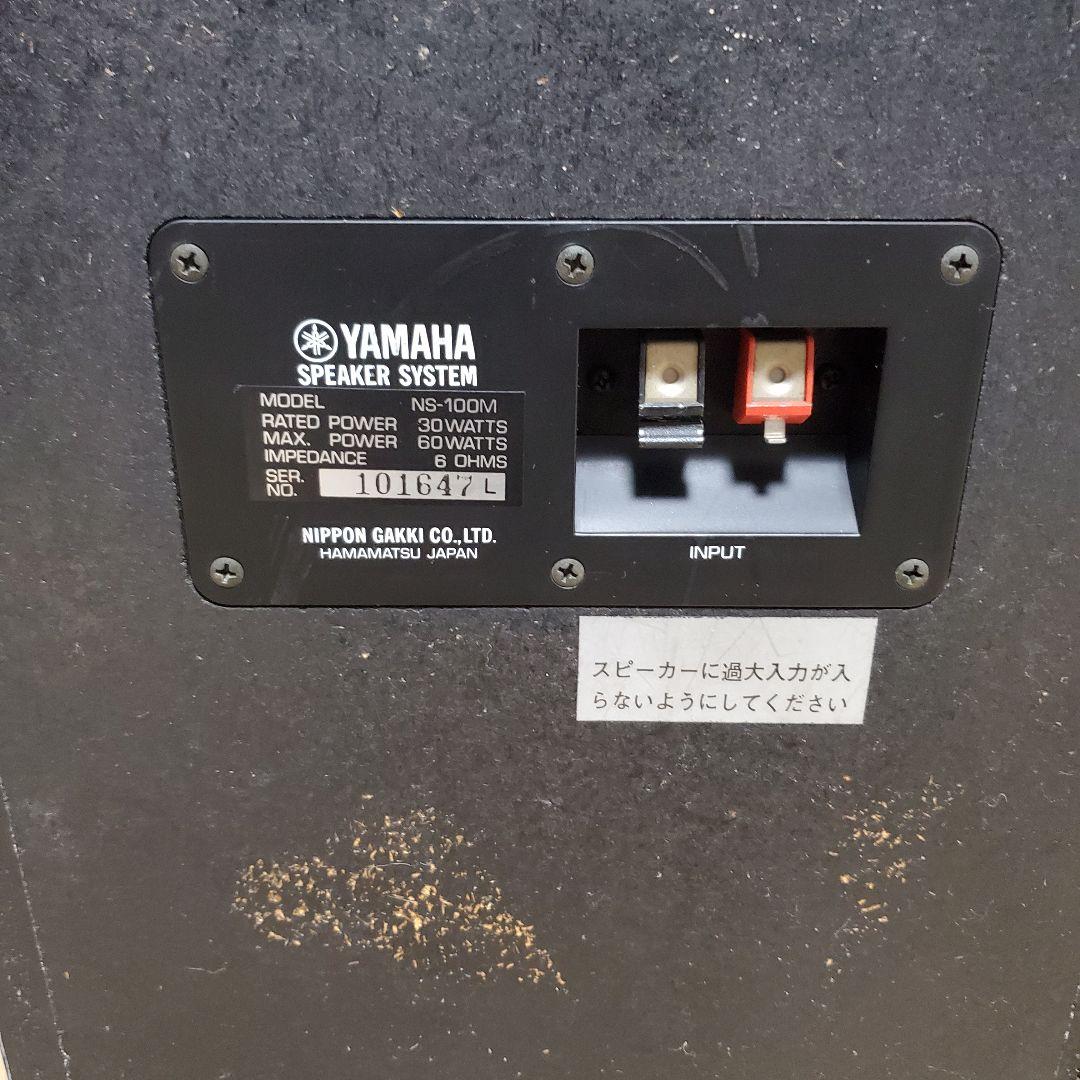 YAMAHA
SPEAKER SYSTEM
MODEL NS-100M
RATED POWER 30 WATTS
MAX. POWER 60 WATTS
IMPEDANCE 6 OHMS
SER. NO. 101647 L
NIPPON GAKKI CO., LTD.
HAMAMATSU JAPAN
INPUT
スピーカーに過大入力が入
らないようにしてください